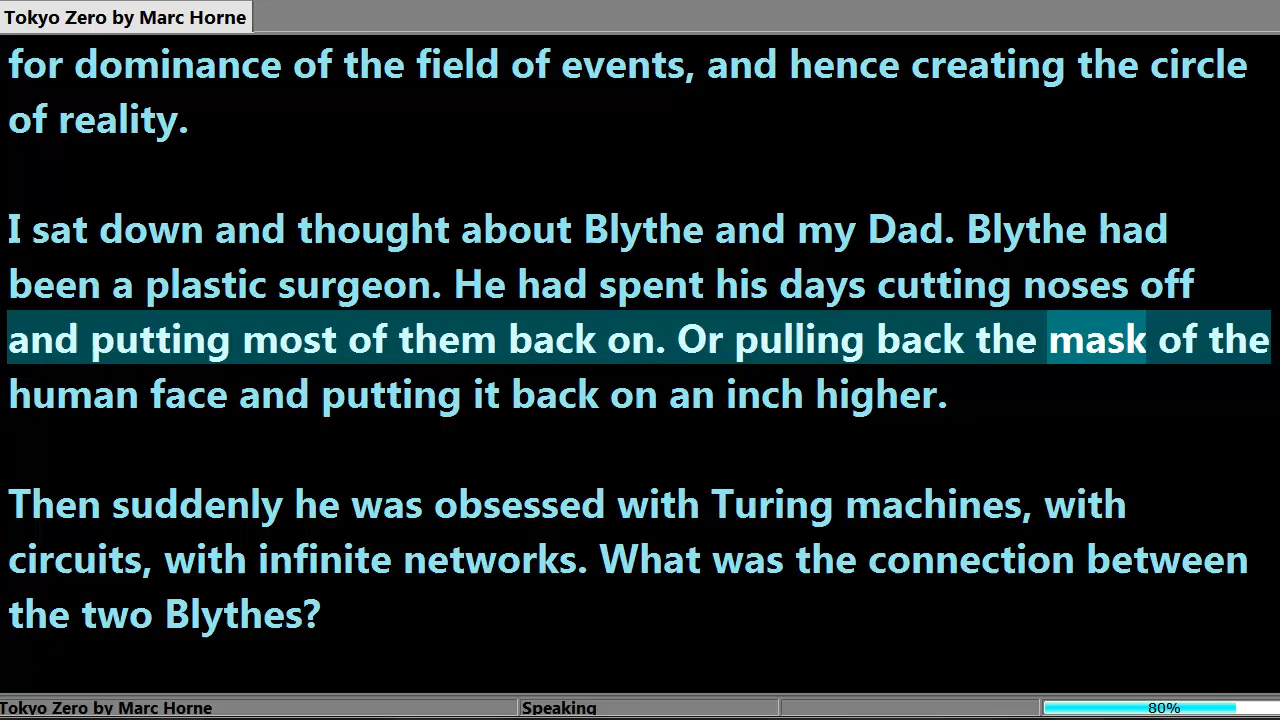 Tokyo Zero by Marc Horne
for dominance of the field of events, and hence creating the circle
of reality.
I sat down and thought about Blythe and my Dad. Blythe had
been a plastic surgeon. He had spent his days cutting noses off
and putting most of them back on. Or pulling back the mask of the
human face and putting it back on an inch higher.
Then suddenly he was obsessed with Turing machines, with
circuits, with infinite networks. What was the connection between
the two Blythes?
Tokyo Zero by Marc Horne
Speaking
80%